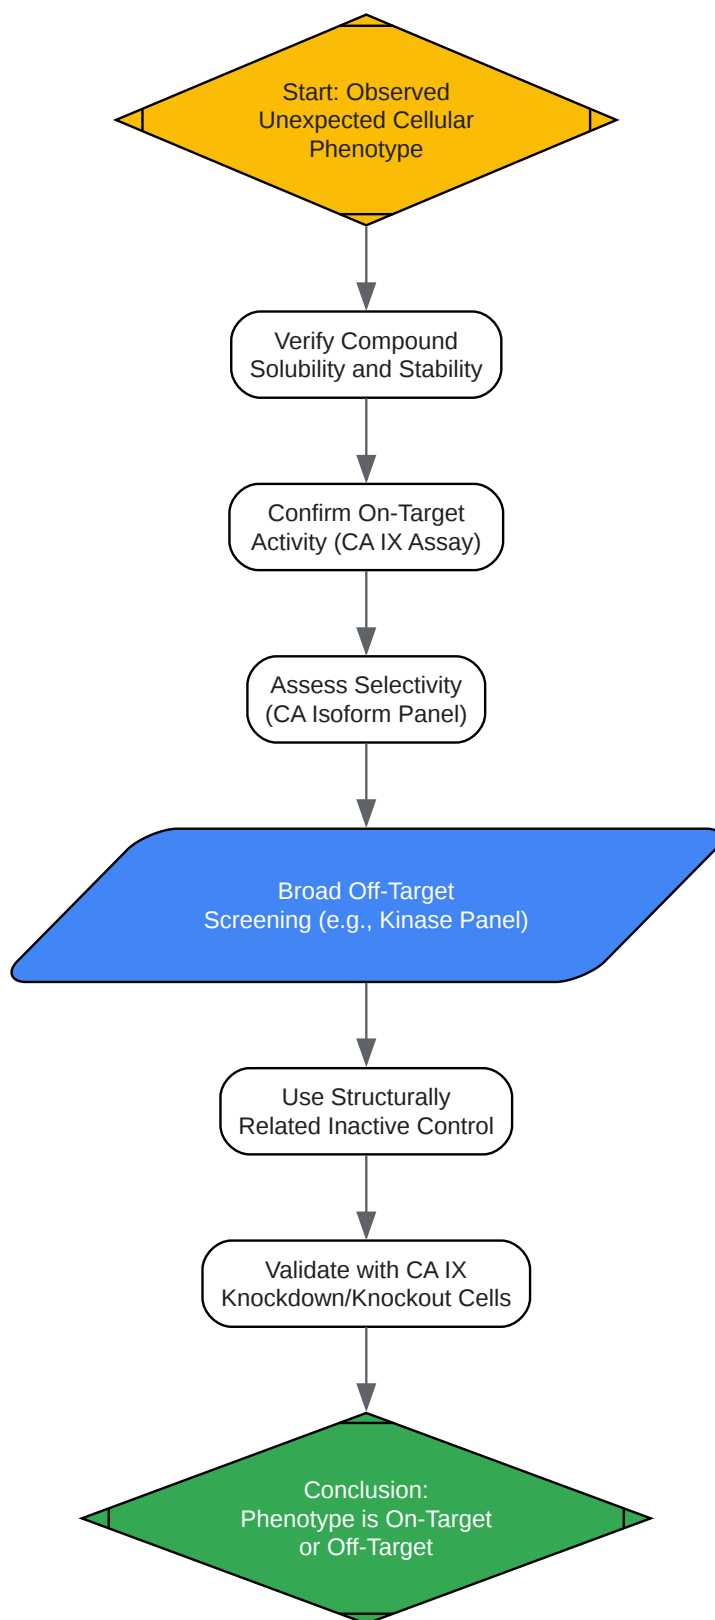 Start: Observed
Unexpected Cellular
Phenotype
Verify Compound
Solubility and Stability
Confirm On-Target
Activity (CA IX Assay)
Assess Selectivity
(CA Isoform Panel)
Broad Off-Target
Screening (e.g., Kinase Panel)
Use Structurally
Related Inactive Control
Validate with CA IX
Knockdown/Knockout Cells
Conclusion:
Phenotype is On-Target
or Off-Target